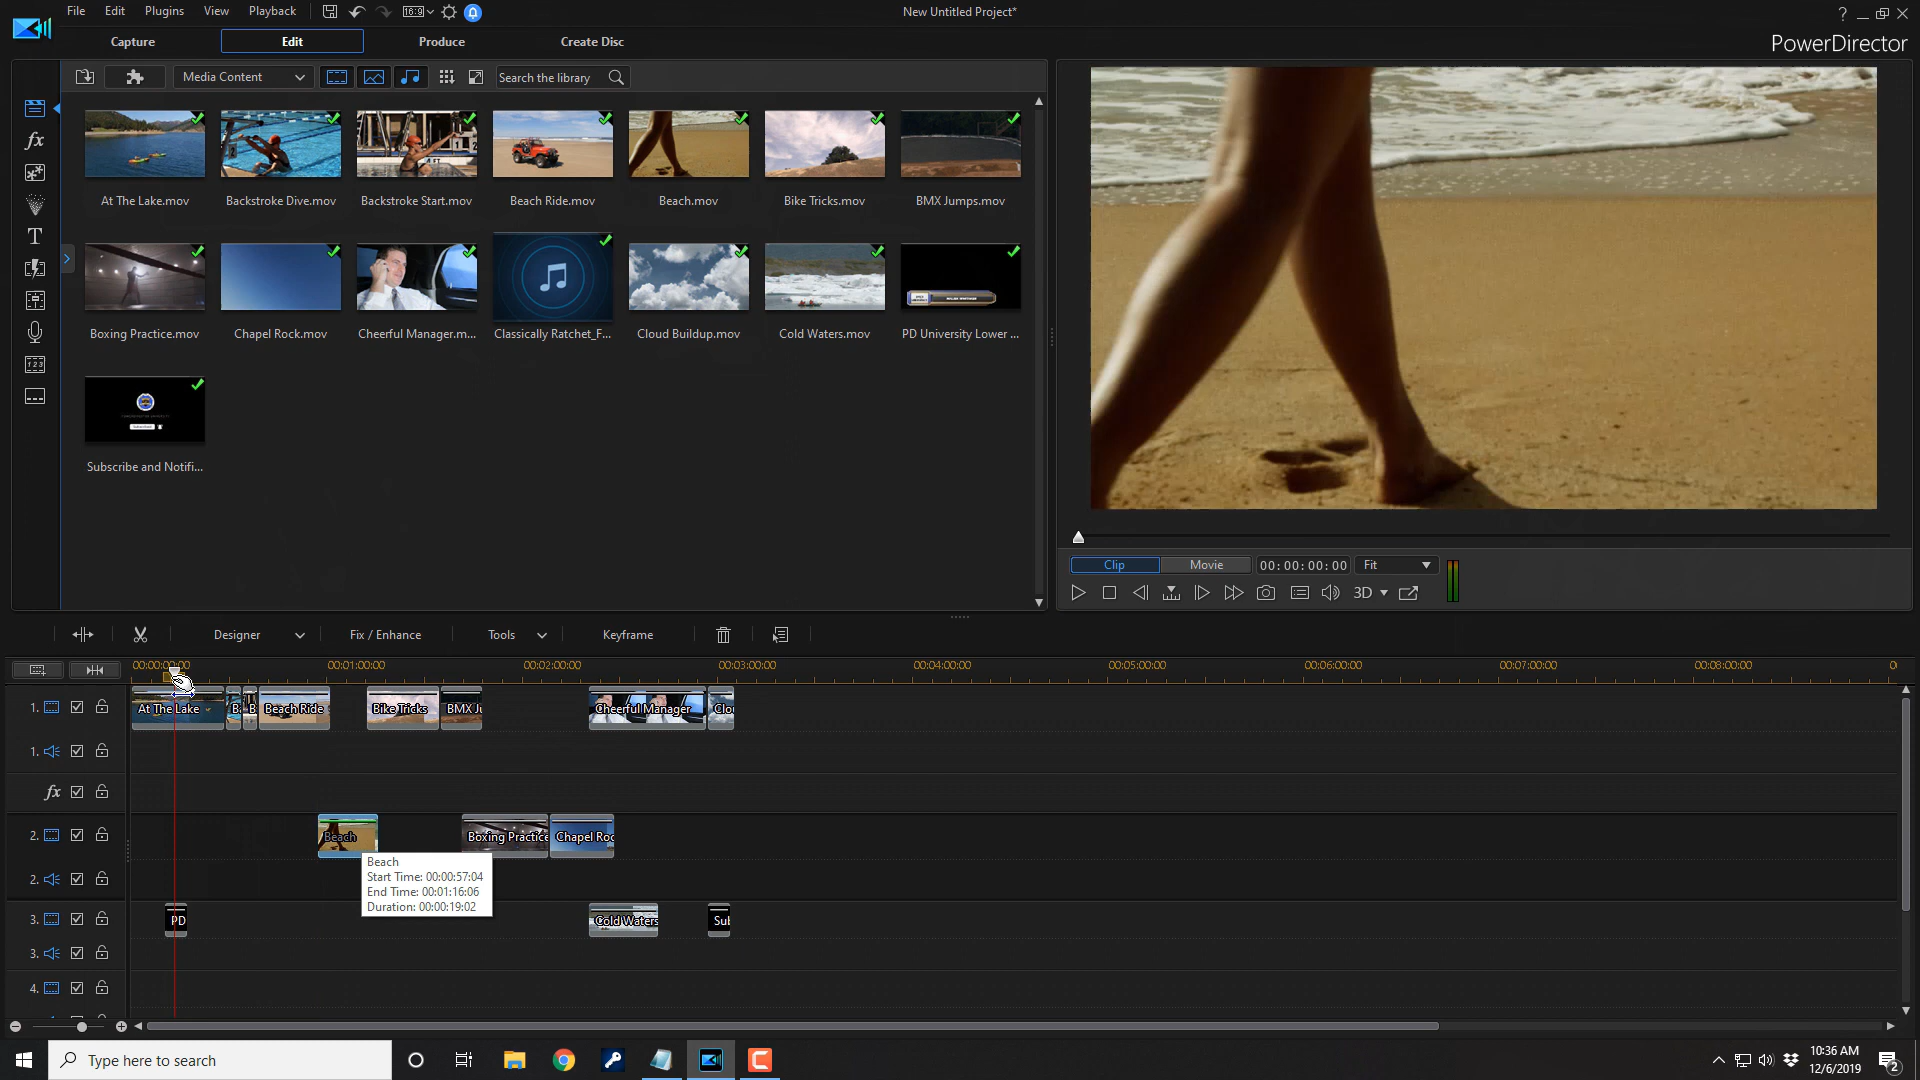 File Edit Plugins View Playback 16:9 New Untitled Project* ?
Capture Edit Produce Create Disc PowerDirector
Media Content Search the library
At The Lake.mov Backstroke Dive.mov Backstroke Start.mov Beach Ride.mov Beach.mov Bike Tricks.mov BMX Jumps.mov
fx
T
Boxing Practice.mov Chapel Rock.mov Cheerful Manager.m... Classically Ratchet_F... Cloud Buildup.mov Cold Waters.mov PD University Lower ...
Subscribe and Notifi...
Clip Movie 00:00:00:00 Fit
3D
Designer Fix / Enhance Tools Keyframe
00:00:00:00 00:01:00:00 00:02:00:00 00:03:00:00 00:04:00:00 00:05:00:00 00:06:00:00 00:07:00:00 00:08:00:00 0
1. At The Lake B B Beach Ride Bike Tricks BMX Ju Cheerful Manager Clou
1.
fx
2. Beach Boxing Practice Chapel Roc
Beach
Start Time: 00:00:57:04
End Time: 00:01:16:06
Duration: 00:00:19:02
2.
3. PD Cold Waters Sub
3.
4.
Type here to search 10:36 AM
12/6/2019 2